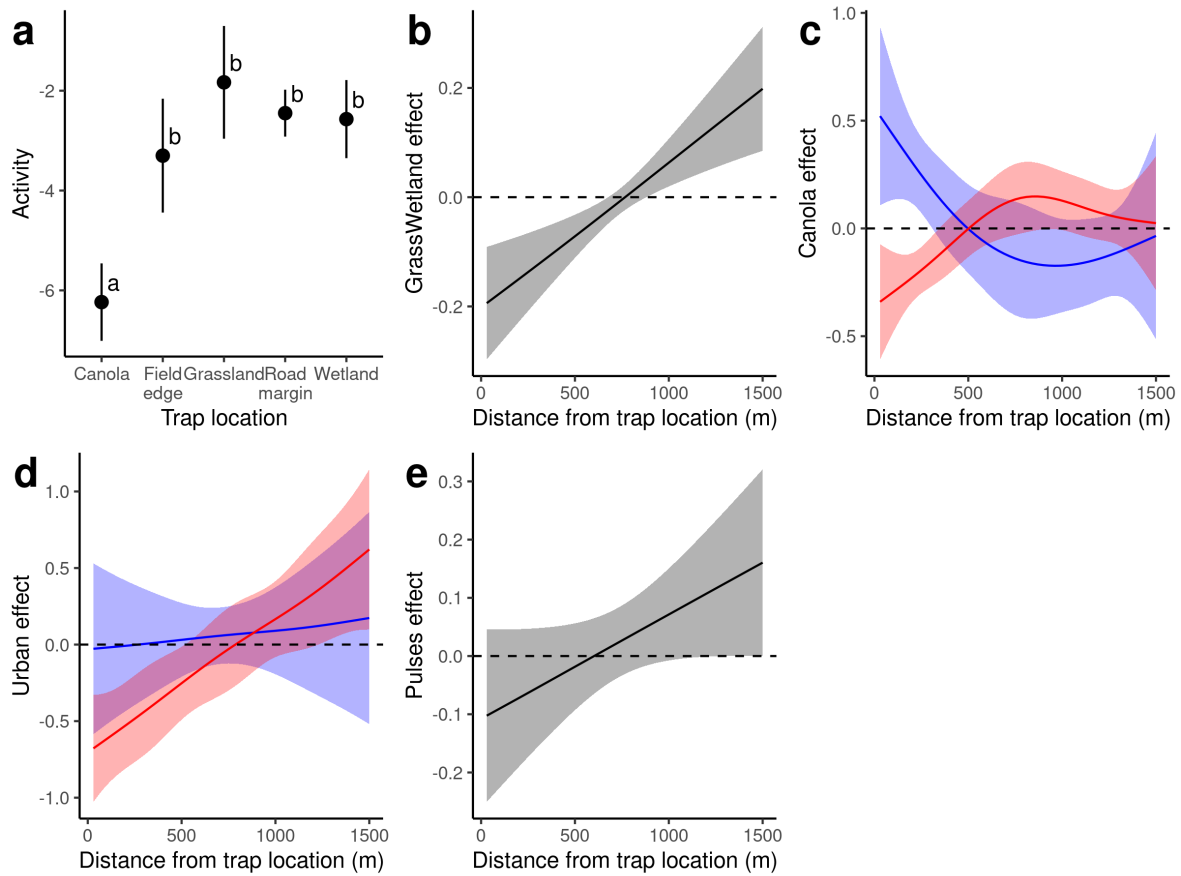 a
Activity
-2
-4
-6
a
b
b
b
b
Canola
Field
edge
Grassland
Road
margin
Wetland
Trap location
b
GrassWetland effect
0.2
0.0
-0.2
0
500
1000
1500
Distance from trap location (m)
c
Canola effect
1.0
0.5
0.0
-0.5
0
500
1000
1500
Distance from trap location (m)
d
Urban effect
1.0
0.5
0.0
-0.5
-1.0
0
500
1000
1500
Distance from trap location (m)
e
Pulses effect
0.3
0.2
0.1
0.0
-0.1
-0.2
0
500
1000
1500
Distance from trap location (m)